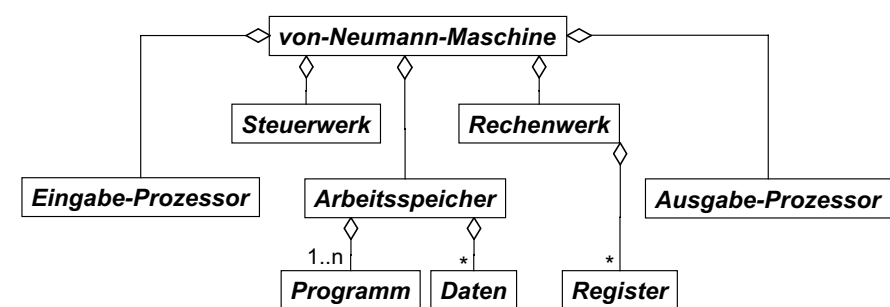 von-Neumann-Maschine
Steuerwerk
Rechenwerk
Eingabe-Prozessor
Arbeitsspeicher
Ausgabe-Prozessor
1..n
*
*
Programm
Daten
Register